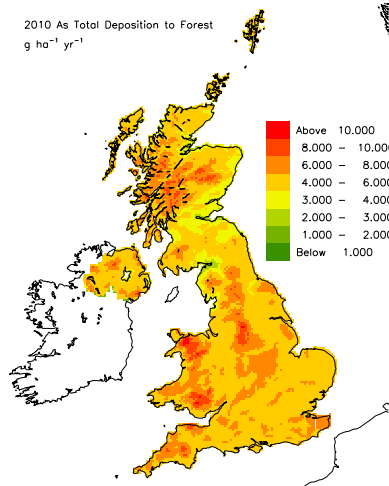 2010 As Total Deposition to Forest
g ha⁻¹ yr⁻¹
Above 10.000
8.000 – 10.000
6.000 – 8.000
4.000 – 6.000
3.000 – 4.000
2.000 – 3.000
1.000 – 2.000
Below 1.000